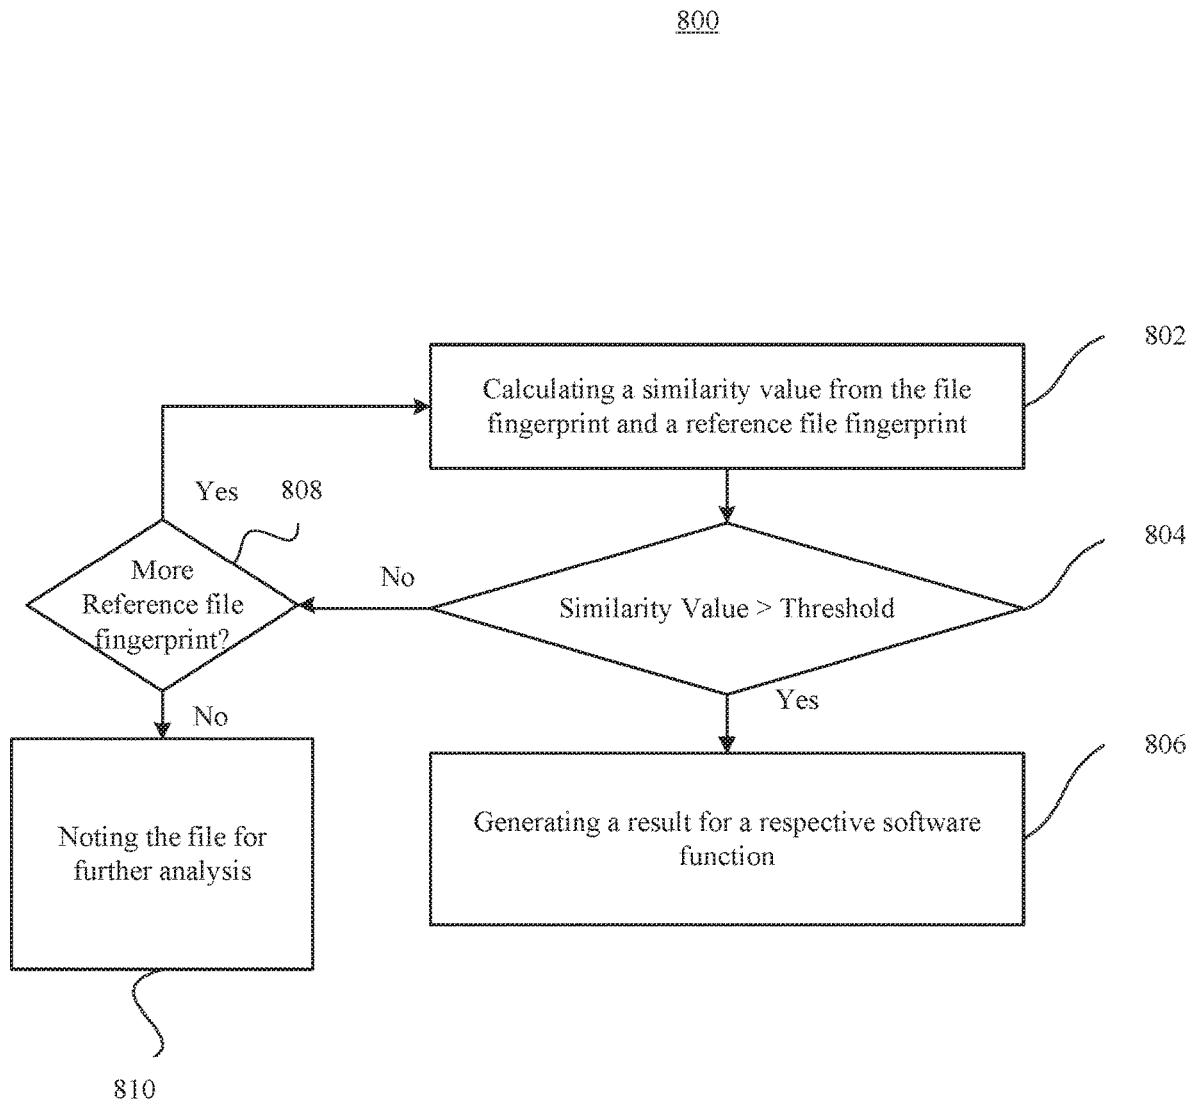 800
802
Calculating a similarity value from the file
fingerprint and a reference file fingerprint
Yes
808
804
No
More
Reference file
fingerprint?
Similarity Value > Threshold
Yes
No
806
Noting the file for
further analysis
Generating a result for a respective software
function
810